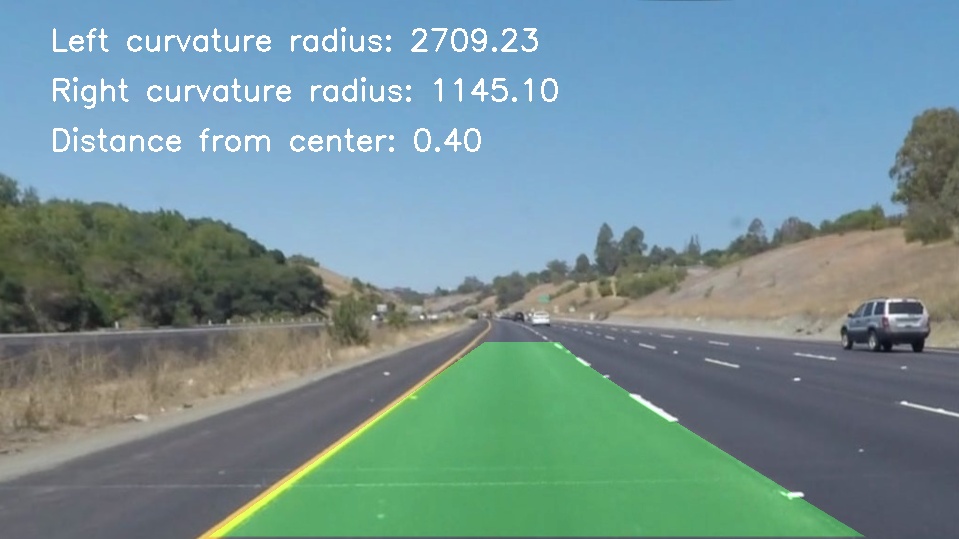 Left curvature radius: 2709.23
Right curvature radius: 1145.10
Distance from center: 0.40